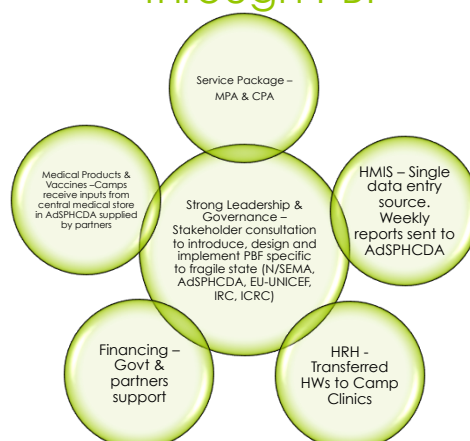 through PBF
Service Package –
MPA & CPA
Medical Products &
Vaccines –Camps
receive inputs from
central medical store
in AdSPHCDA supplied
by partners
Strong Leadership &
Governance –
Stakeholder consultation
to introduce, design and
implement PBF specific
to fragile state (N/SEMA,
AdSPHCDA, EU-UNICEF,
IRC, ICRC)
HMIS – Single
data entry
source.
Weekly
reports sent to
AdSPHCDA
Financing –
Govt &
partners
support
HRH -
Transferred
HWs to Camp
Clinics